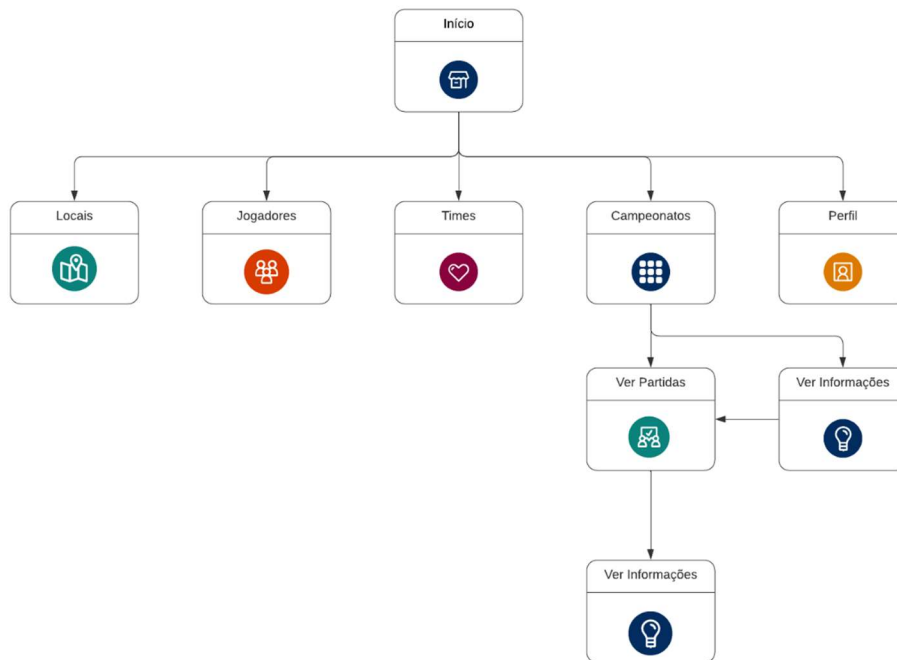 Início
Locais
Jogadores
Times
Campeonatos
Perfil
Ver Partidas
Ver Informações
Ver Informações